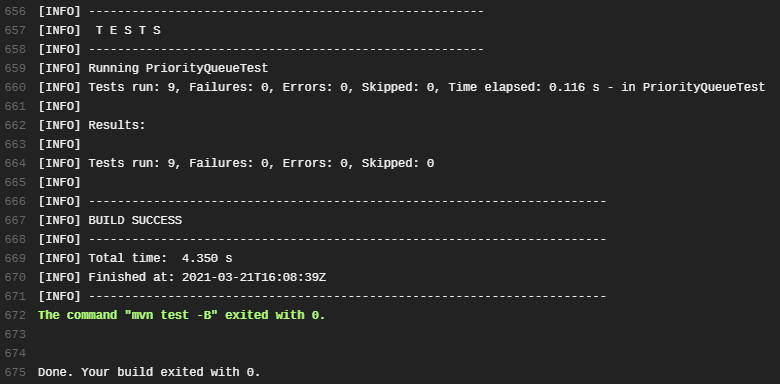 656 [INFO] -------------------------------------------------------
657 [INFO]  T E S T S
658 [INFO] -------------------------------------------------------
659 [INFO] Running PriorityQueueTest
660 [INFO] Tests run: 9, Failures: 0, Errors: 0, Skipped: 0, Time elapsed: 0.116 s - in PriorityQueueTest
661 [INFO]
662 [INFO] Results:
663 [INFO]
664 [INFO] Tests run: 9, Failures: 0, Errors: 0, Skipped: 0
665 [INFO]
666 [INFO] ------------------------------------------------------------------------
667 [INFO] BUILD SUCCESS
668 [INFO] ------------------------------------------------------------------------
669 [INFO] Total time:  4.350 s
670 [INFO] Finished at: 2021-03-21T16:08:39Z
671 [INFO] ------------------------------------------------------------------------
672 The command "mvn test -B" exited with 0.
673
674
675 Done. Your build exited with 0.